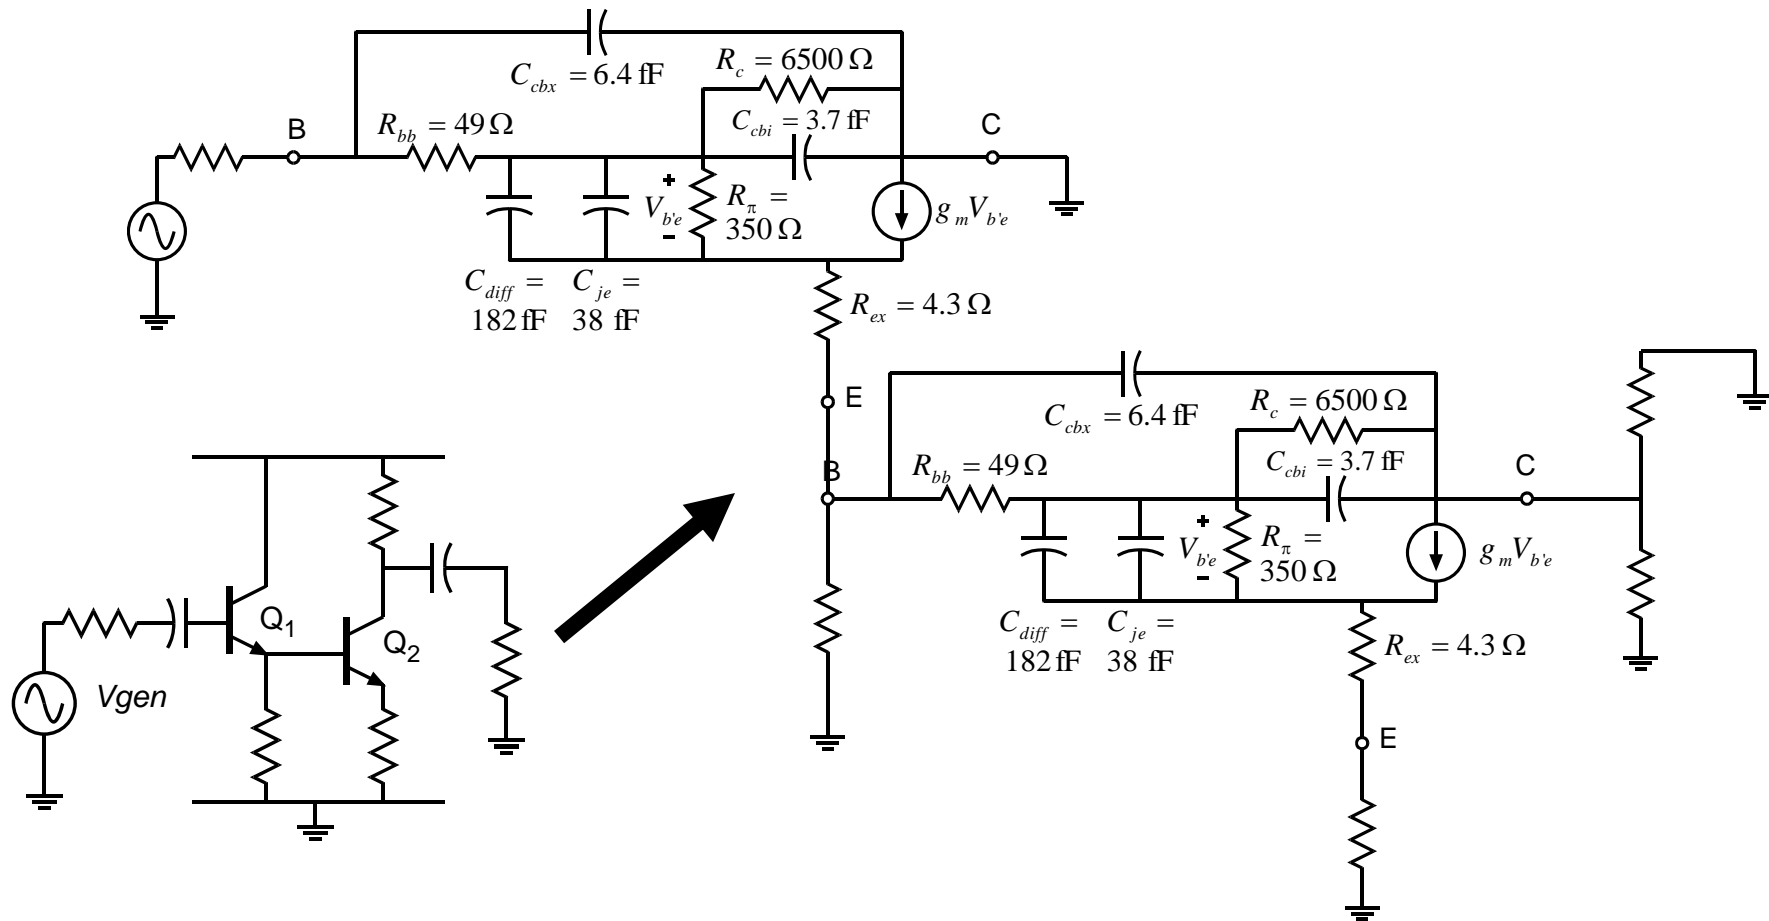 C_cbx = 6.4 fF
R_c = 6500 Ω
C_cbi = 3.7 fF
B
R_bb = 49 Ω
C
+
V_b'e
-
R_π =
350 Ω
g_m V_b'e
C_diff =
182 fF
C_je =
38 fF
R_ex = 4.3 Ω
E
C_cbx = 6.4 fF
R_c = 6500 Ω
C_cbi = 3.7 fF
B
R_bb = 49 Ω
C
+
V_b'e
-
R_π =
350 Ω
g_m V_b'e
C_diff =
182 fF
C_je =
38 fF
R_ex = 4.3 Ω
E
Q1
Q2
Vgen